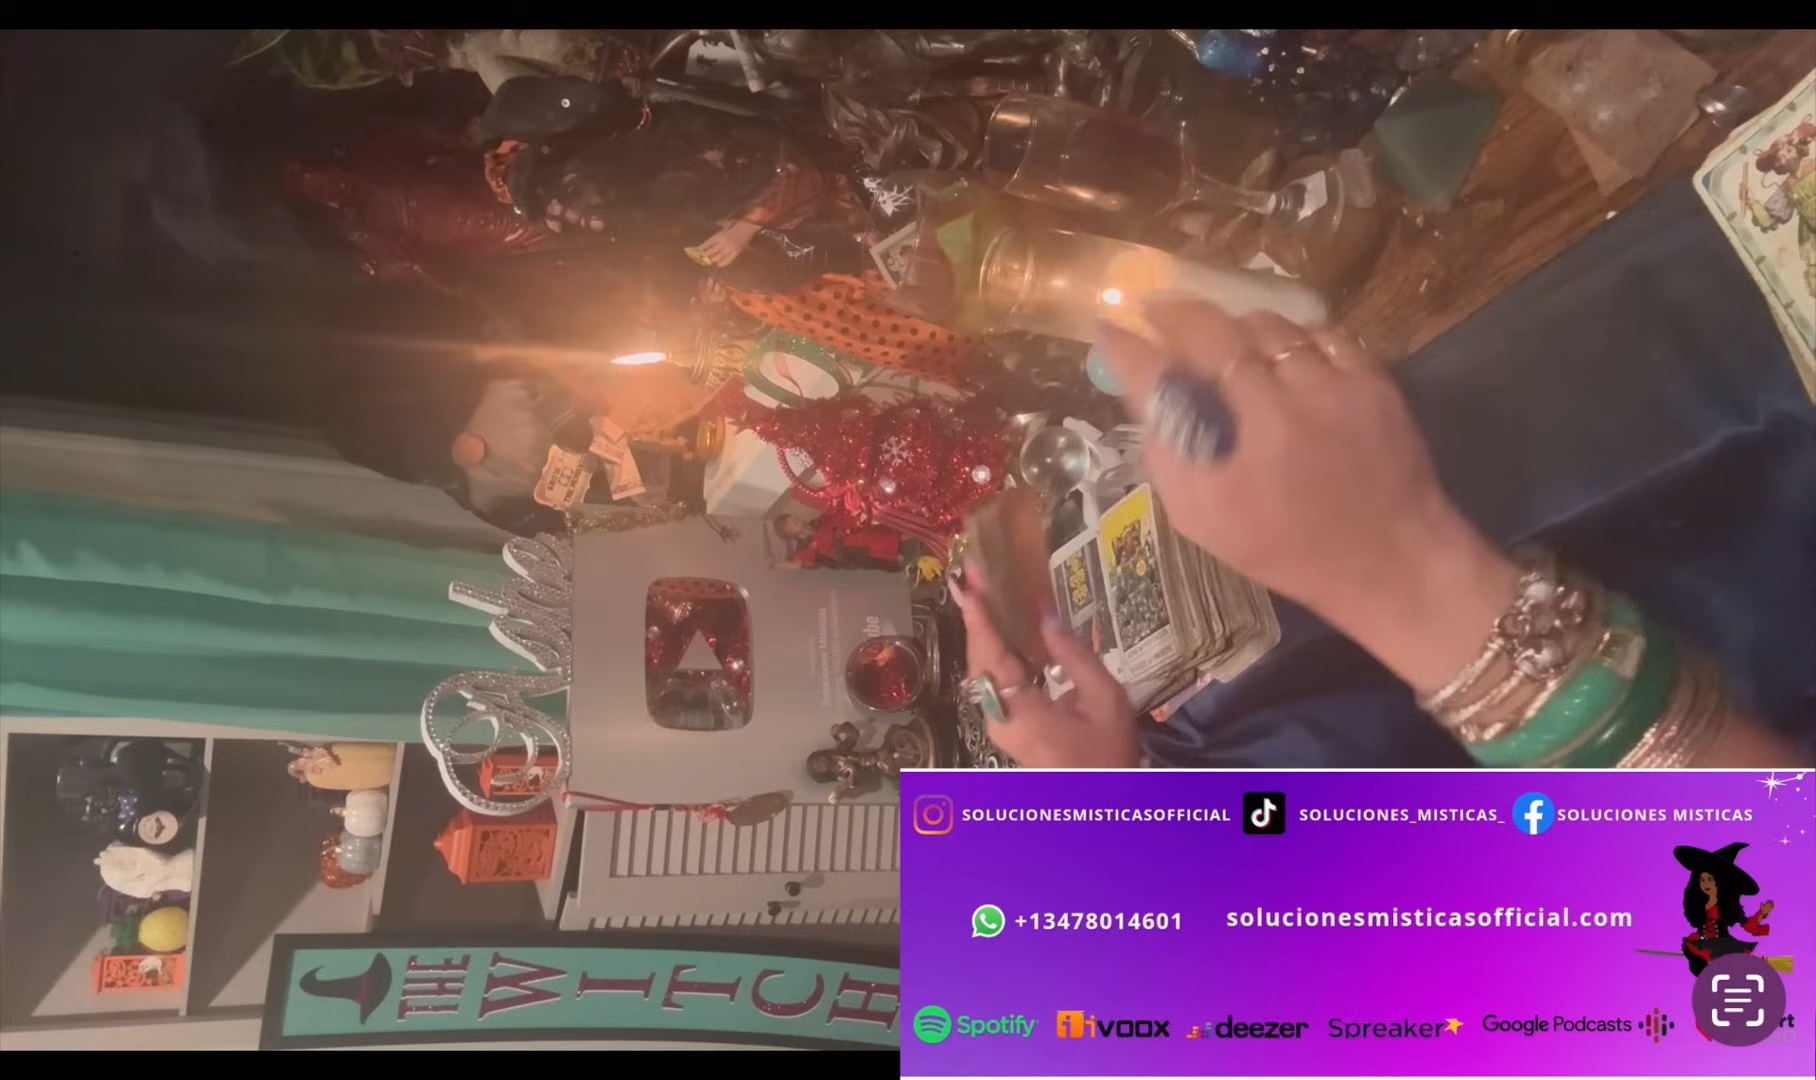 THE
WITCH
SOLUCIONESMISTICASOFFICIAL
SOLUCIONES_MISTICAS_
SOLUCIONES MISTICAS
+13478014601
solucionesmisticasofficial.com
Spotify
ivoox
deezer
Spreaker
Google Podcasts